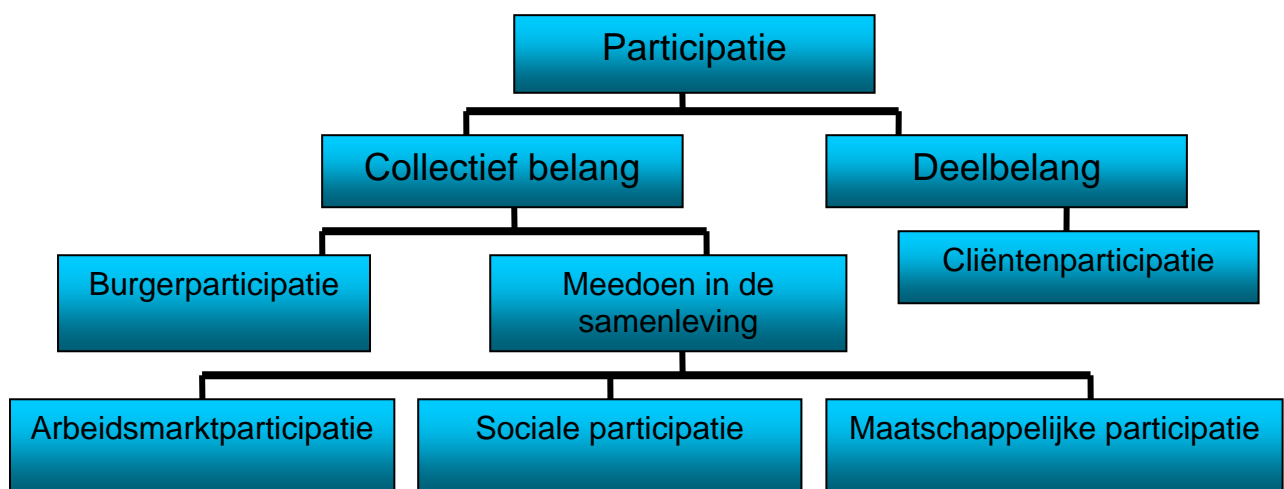 Participatie
Collectief belang
Deelbelang
Burgerparticipatie
Meedoen in de
samenleving
Cliëntenparticipatie
Arbeidsmarktparticipatie
Sociale participatie
Maatschappelijke participatie